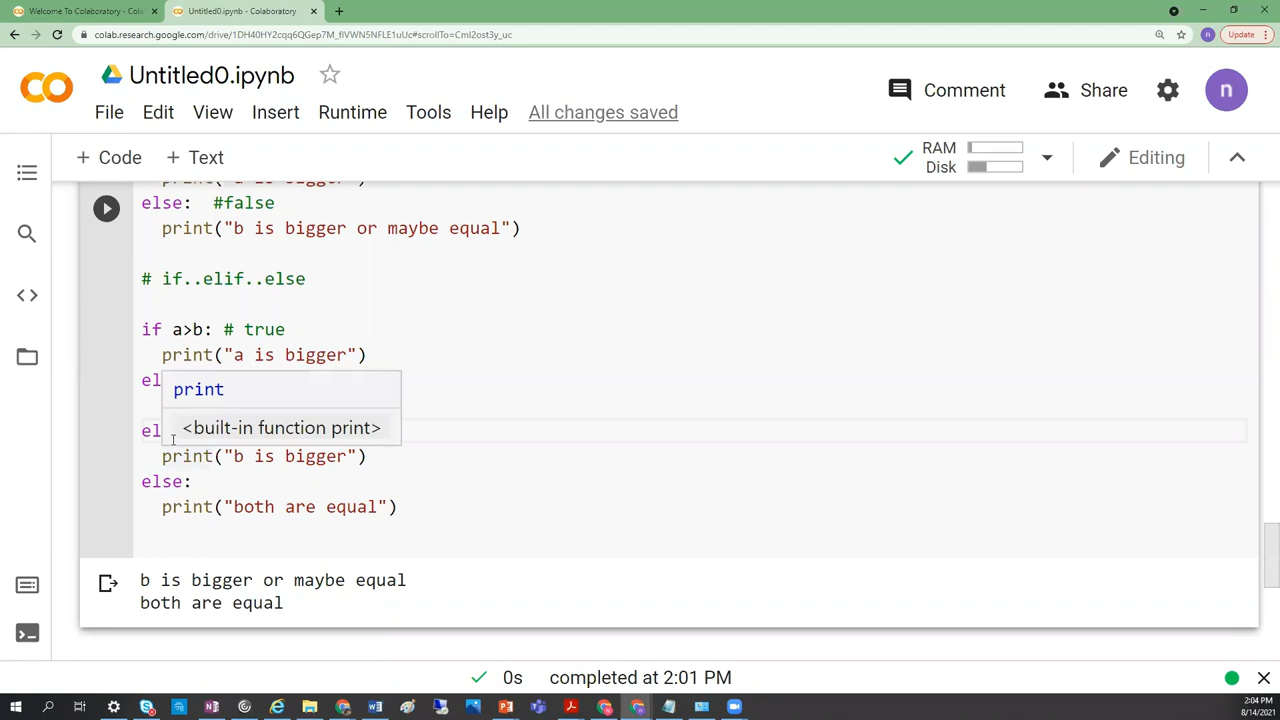 Welcome To Colaboratory - Cola
Untitled0.ipynb - Colaboratory
colab.research.google.com/drive/1DH40HY2cqq6QGep7M_flVWN5NFLE1uUc#scrollTo=Cml2ost3y_uc
n
Update
Untitled0.ipynb
File Edit View Insert Runtime Tools Help All changes saved
Comment
Share
n
+ Code + Text
RAM
Disk
Editing
print("a is bigger")
else: #false
print("b is bigger or maybe equal")
# if..elif..else
if a>b: # true
print("a is bigger")
el
print
<built-in function print>
el
print("b is bigger")
else:
print("both are equal")
b is bigger or maybe equal
both are equal
0s completed at 2:01 PM
2:04 PM
8/14/2021